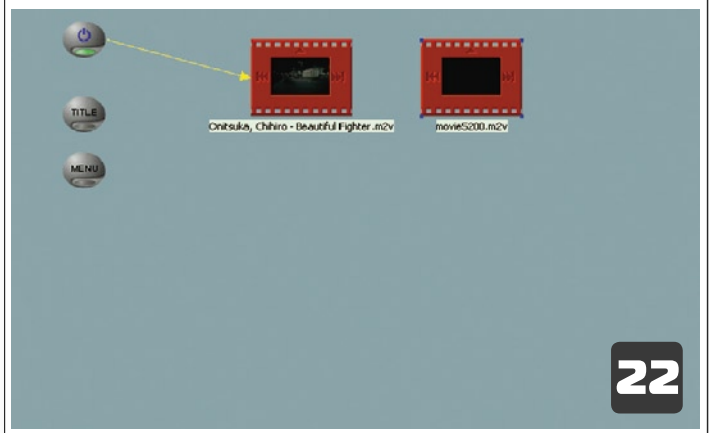 TITLE
Onitsuka, Chihiro - Beautiful Fighter.m2v
movie5200.m2v
MENU
22